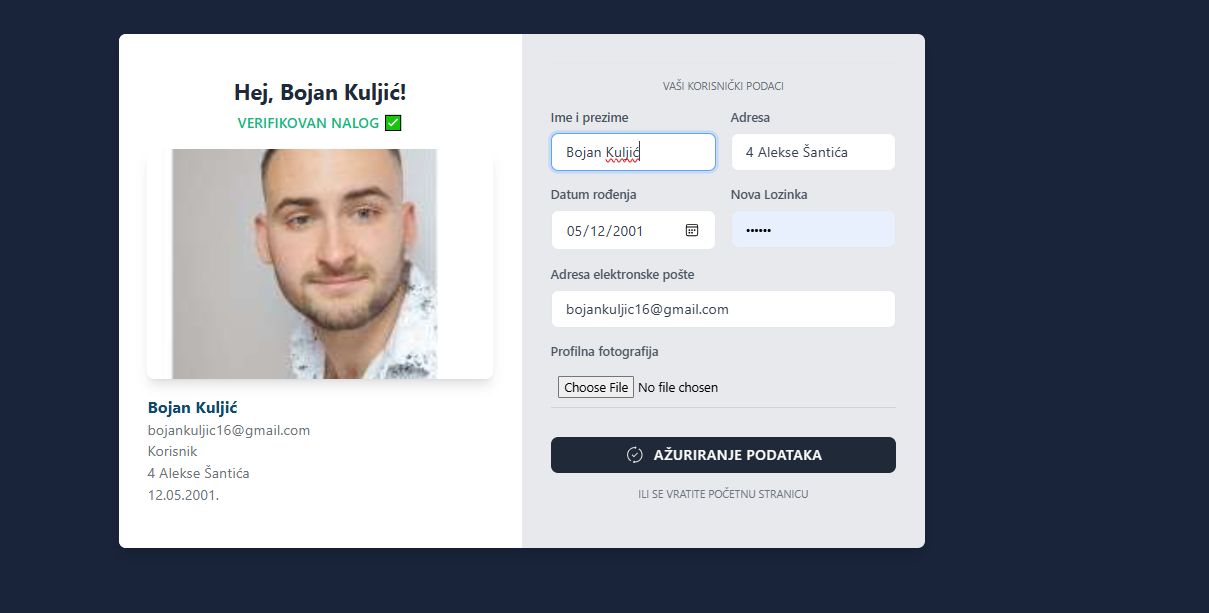 Hej, Bojan Kuljić!
VERIFIKOVAN NALOG ✅
Bojan Kuljić
bojankuljic16@gmail.com
Korisnik
4 Alekse Šantića
12.05.2001.
VAŠI KORISNIČKI PODACI
Ime i prezime
Adresa
Bojan Kuljić
4 Alekse Šantića
Datum rođenja
Nova Lozinka
05/12/2001
••••••
Adresa elektronske pošte
bojankuljic16@gmail.com
Profilna fotografija
Choose File No file chosen
AŽURIRANJE PODATAKA
ILI SE VRATITE POČETNU STRANICU